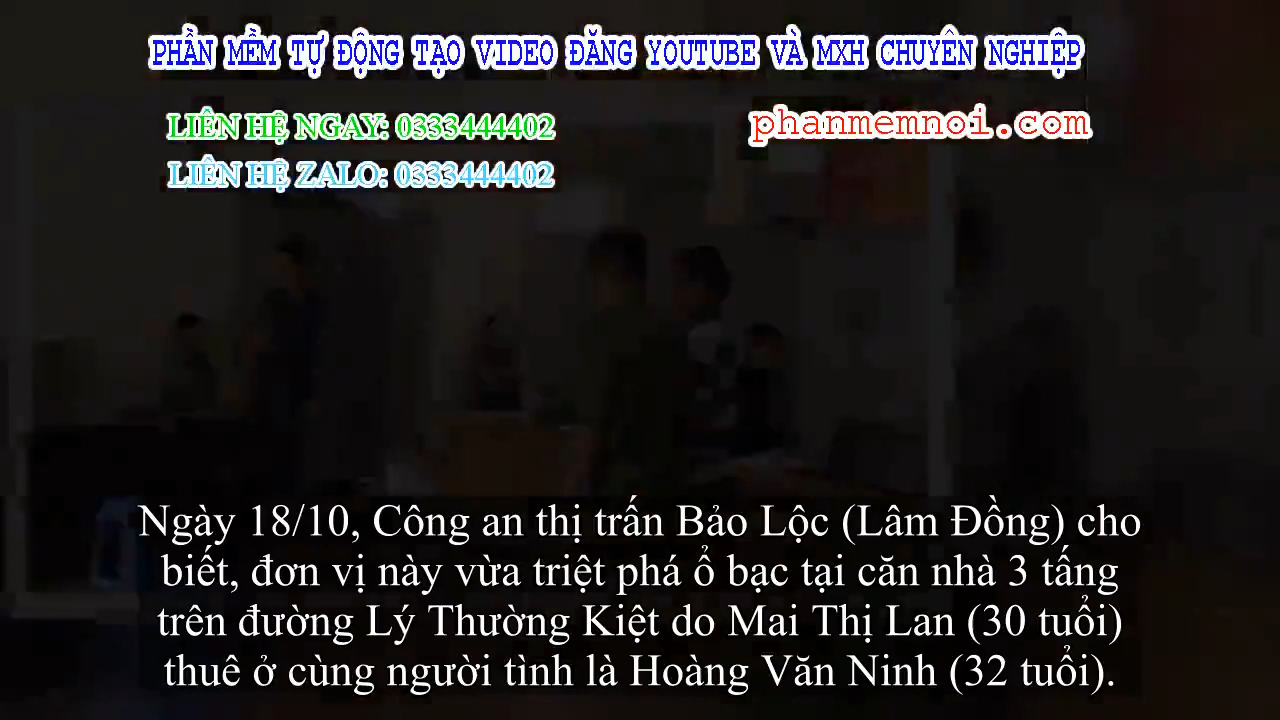 PHẦN MỀM TỰ ĐỘNG TẠO VIDEO ĐĂNG YOUTUBE VÀ MXH CHUYÊN NGHIỆP
LIÊN HỆ NGAY: 0333444402
phanmemnoi.com
LIÊN HỆ ZALO: 0333444402
Ngày 18/10, Công an thị trấn Bảo Lộc (Lâm Đồng) cho
biết, đơn vị này vừa triệt phá ổ bạc tại căn nhà 3 tấng
trên đường Lý Thường Kiệt do Mai Thị Lan (30 tuổi)
thuê ở cùng người tình là Hoàng Văn Ninh (32 tuổi).